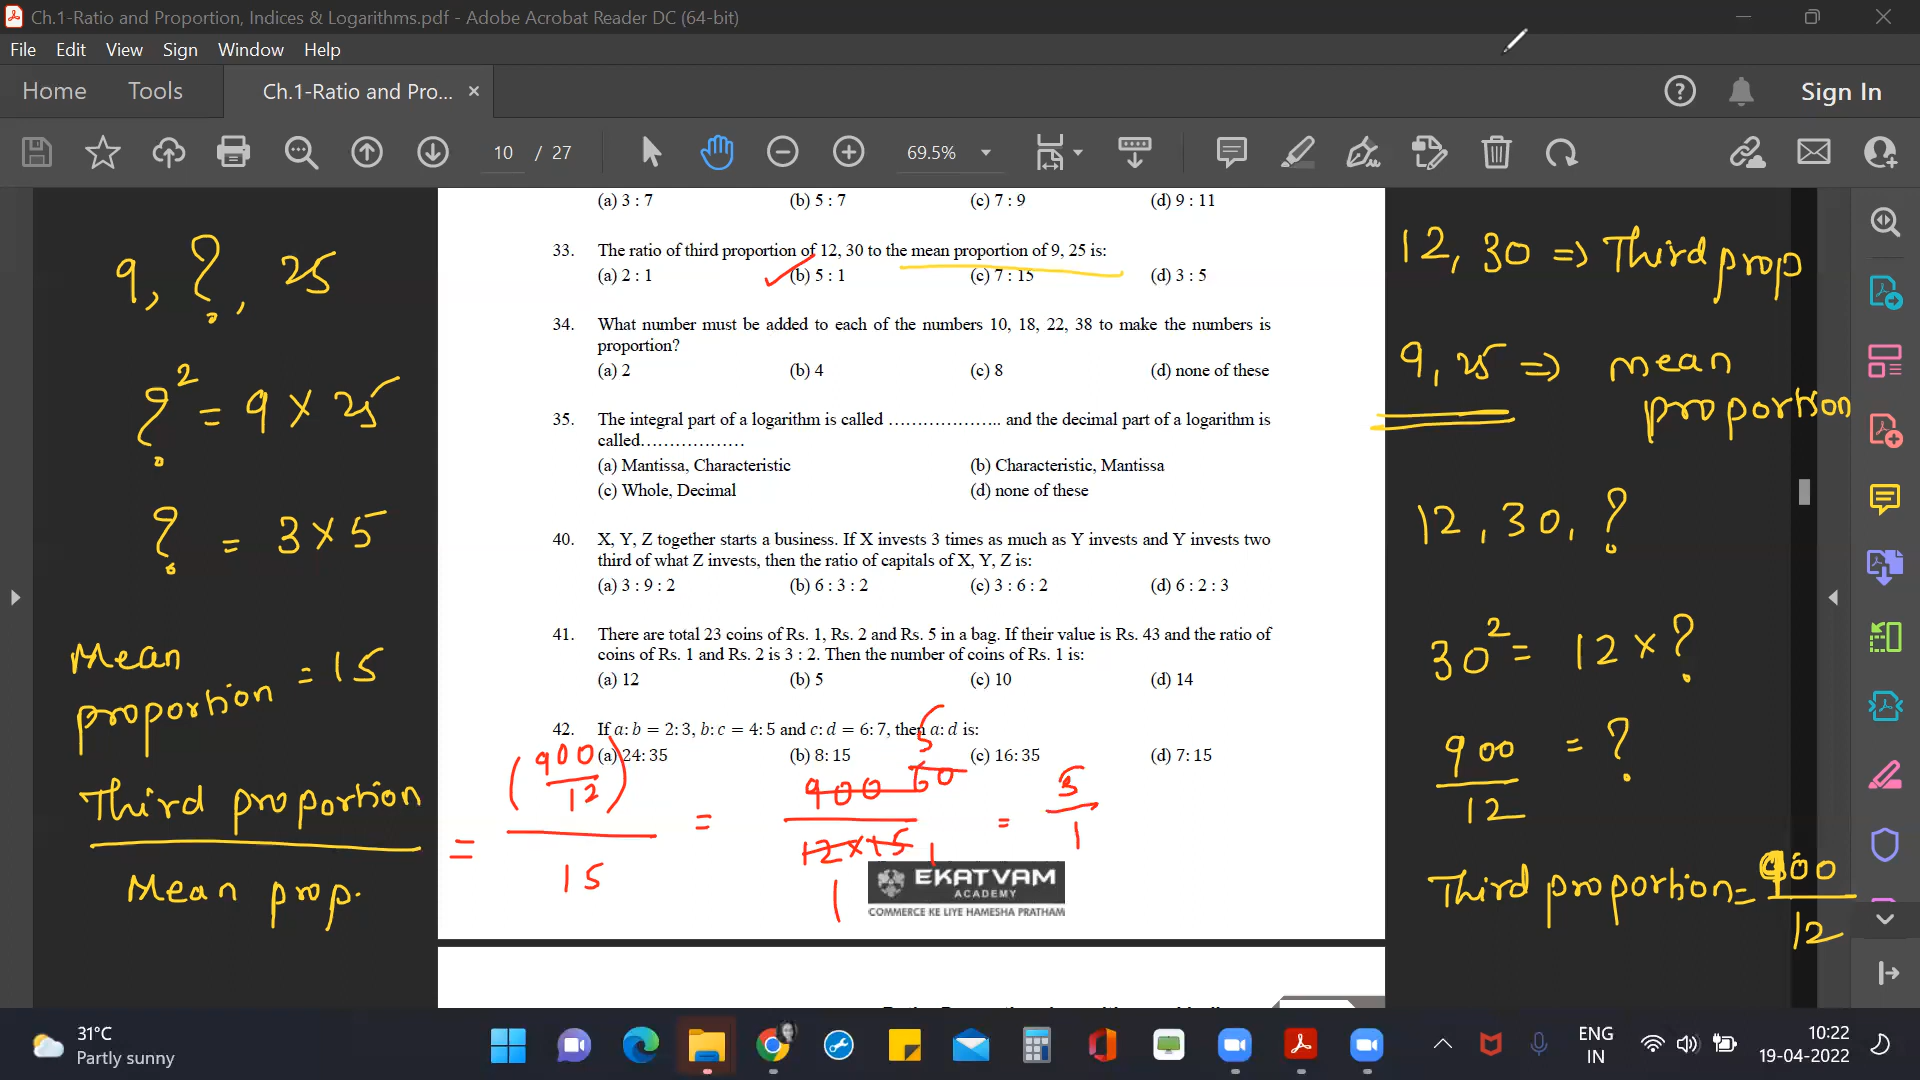 Ch.1-Ratio and Proportion, Indices & Logarithms.pdf - Adobe Acrobat Reader DC (64-bit)
File Edit View Sign Window Help
Home Tools Ch.1-Ratio and Pro... × Sign In
10 / 27 69.5%
(a) 3 : 7 (b) 5 : 7 (c) 7 : 9 (d) 9 : 11
33. The ratio of third proportion of 12, 30 to the mean proportion of 9, 25 is:
(a) 2 : 1 (b) 5 : 1 (c) 7 : 15 (d) 3 : 5
34. What number must be added to each of the numbers 10, 18, 22, 38 to make the numbers is
proportion?
(a) 2 (b) 4 (c) 8 (d) none of these
35. The integral part of a logarithm is called ……………….. and the decimal part of a logarithm is
called………………
(a) Mantissa, Characteristic (b) Characteristic, Mantissa
(c) Whole, Decimal (d) none of these
40. X, Y, Z together starts a business. If X invests 3 times as much as Y invests and Y invests two
third of what Z invests, then the ratio of capitals of X, Y, Z is:
(a) 3 : 9 : 2 (b) 6 : 3 : 2 (c) 3 : 6 : 2 (d) 6 : 2 : 3
41. There are total 23 coins of Rs. 1, Rs. 2 and Rs. 5 in a bag. If their value is Rs. 43 and the ratio of
coins of Rs. 1 and Rs. 2 is 3 : 2. Then the number of coins of Rs. 1 is:
(a) 12 (b) 5 (c) 10 (d) 14
42. If a: b = 2: 3, b: c = 4: 5 and c: d = 6: 7, then a: d is:
(a) 24: 35 (b) 8: 15 (c) 16: 35 (d) 7: 15
9, ?, 25
?² = 9 × 25
? = 3 × 5
Mean
proportion = 15
Third proportion
Mean prop.
= (900/12)
15
= 900 60 5
12×15 1
1
= 5
1
EKATVAM
ACADEMY
COMMERCE KE LIYE HAMESHA PRATHAM
12, 30 => Third prop
9, 25 => mean
proportion
12, 30, ?
30² = 12 × ?
900 = ?
12
Third proportion = 900
12
31°C
Partly sunny
ENG
IN
10:22
19-04-2022